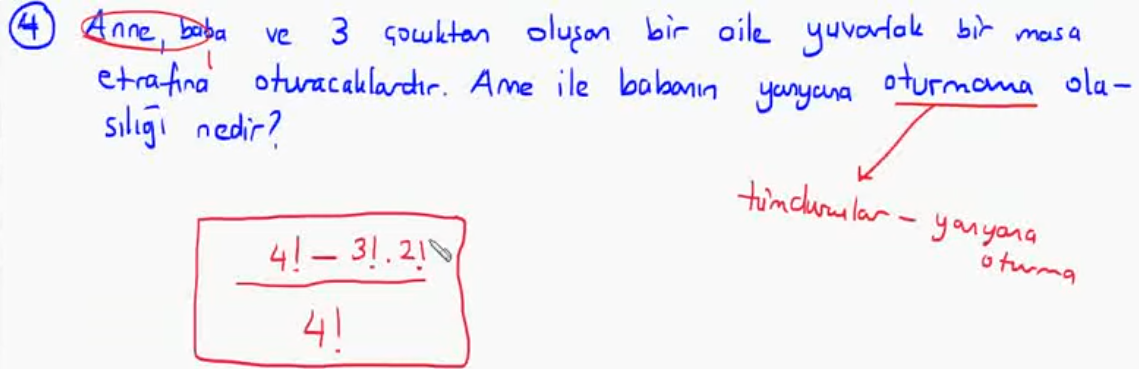 4 Anne, baba ve 3 çocuktan oluşan bir aile yuvarlak bir masa
etrafına oturacaklardır. Anne ile babanın yanyana oturmama ola-
sılığı nedir?
tüm durumlar - yanyana
oturma
4! - 3! . 2!
4!